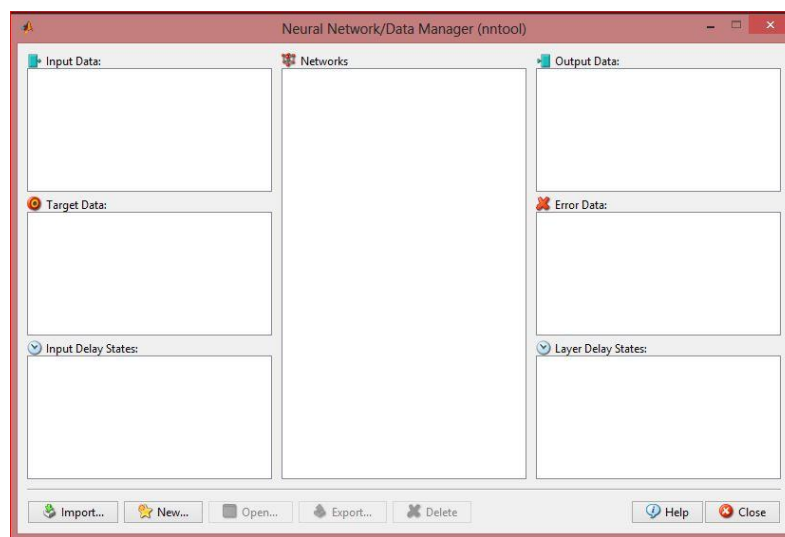 Neural Network/Data Manager (nntool)
Input Data:
Networks
Output Data:
Target Data:
Error Data:
Input Delay States:
Layer Delay States:
Import...
New...
Open...
Export...
Delete
Help
Close